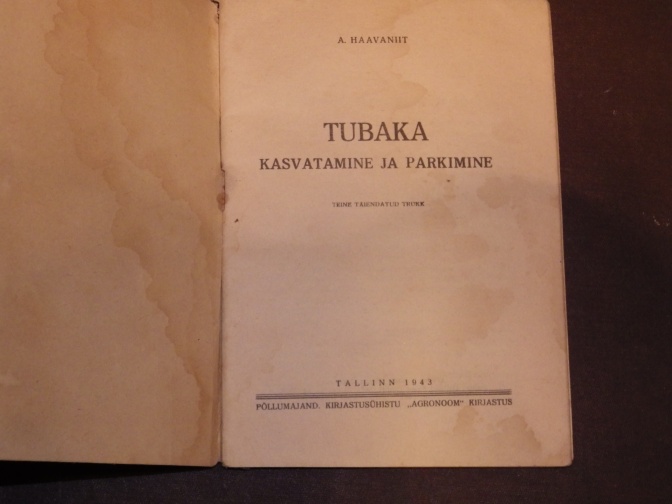 A. HAAVANIIT
TUBAKA
KASVATAMINE JA PARKIMINE
TEINE TÄIENDATUD TRÜKK
TALLINN 1943
PÕLLUMAJAND. KIRJASTUSÜHISTU „AGRONOOM" KIRJASTUS